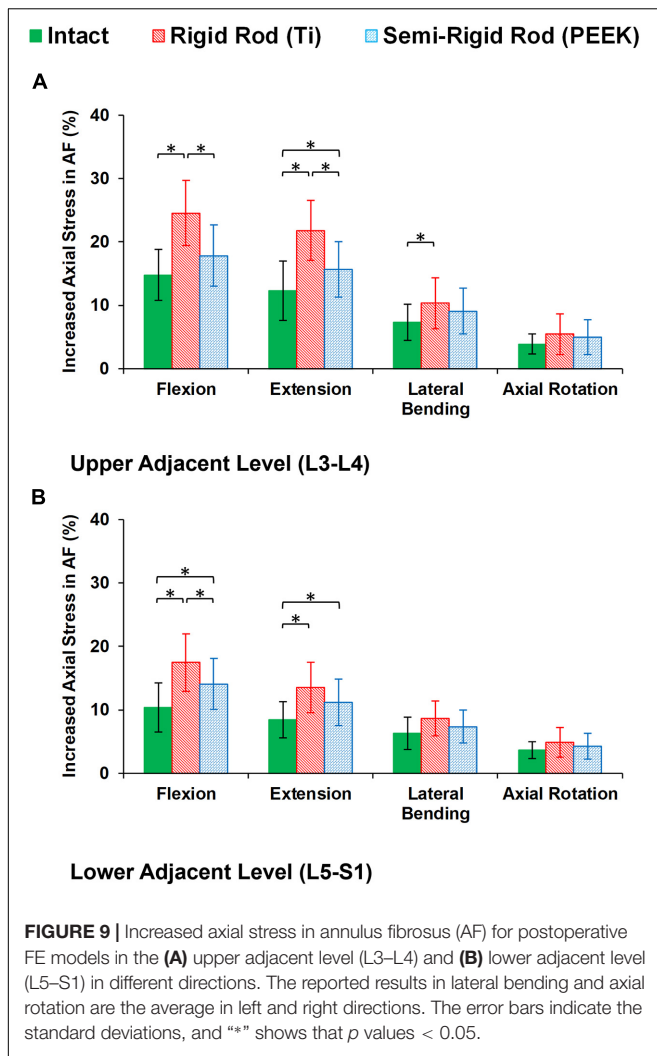 Intact Rigid Rod (Ti) Semi-Rigid Rod (PEEK)
A
Increased Axial Stress in AF (%)
40
30
20
10
0
* * * * * *
Flexion Extension Lateral Bending Axial Rotation
Upper Adjacent Level (L3-L4)
B
Increased Axial Stress in AF (%)
40
30
20
10
0
* * * * *
Flexion Extension Lateral Bending Axial Rotation
Lower Adjacent Level (L5-S1)
FIGURE 9 | Increased axial stress in annulus fibrosus (AF) for postoperative
FE models in the (A) upper adjacent level (L3–L4) and (B) lower adjacent level
(L5–S1) in different directions. The reported results in lateral bending and axial
rotation are the average in left and right directions. The error bars indicate the
standard deviations, and “*” shows that p values < 0.05.